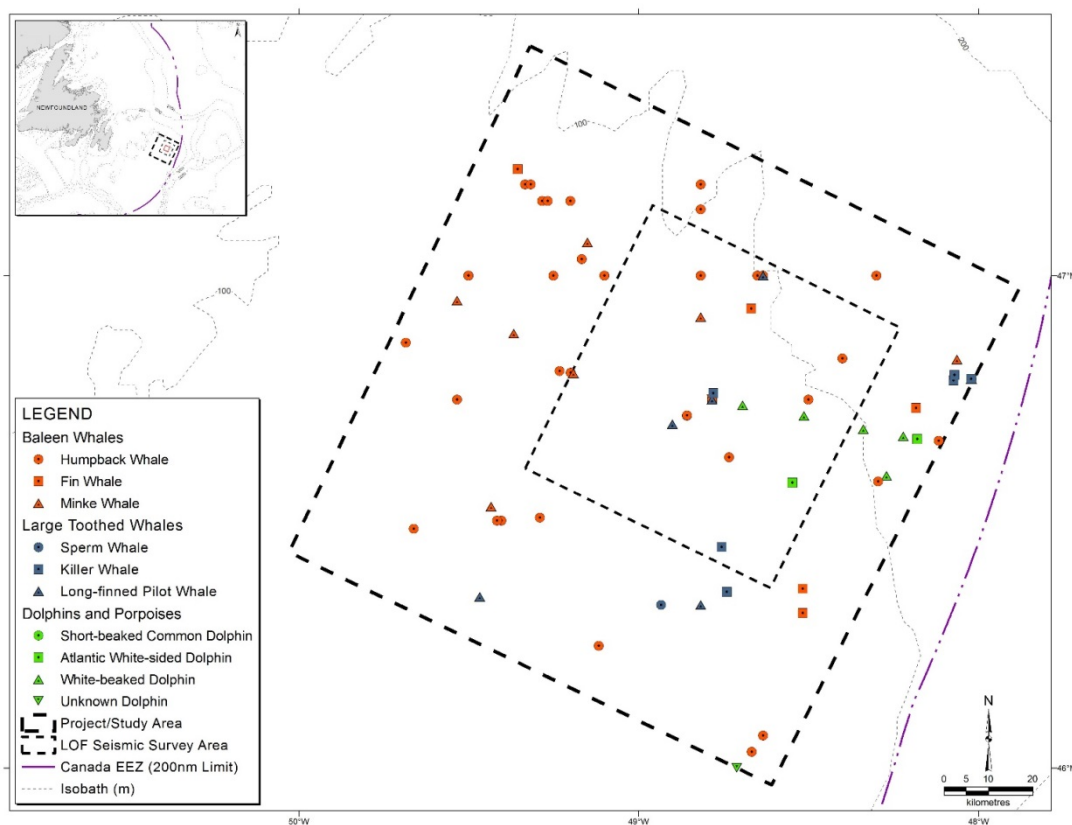 N
NEWFOUNDLAND
200
100
100
47°N
46°N
50°W
49°W
48°W
LEGEND
Baleen Whales
Humpback Whale
Fin Whale
Minke Whale
Large Toothed Whales
Sperm Whale
Killer Whale
Long-finned Pilot Whale
Dolphins and Porpoises
Short-beaked Common Dolphin
Atlantic White-sided Dolphin
White-beaked Dolphin
Unknown Dolphin
Project/Study Area
LOF Seismic Survey Area
Canada EEZ (200nm Limit)
Isobath (m)
N
0 5 10 20
kilometres